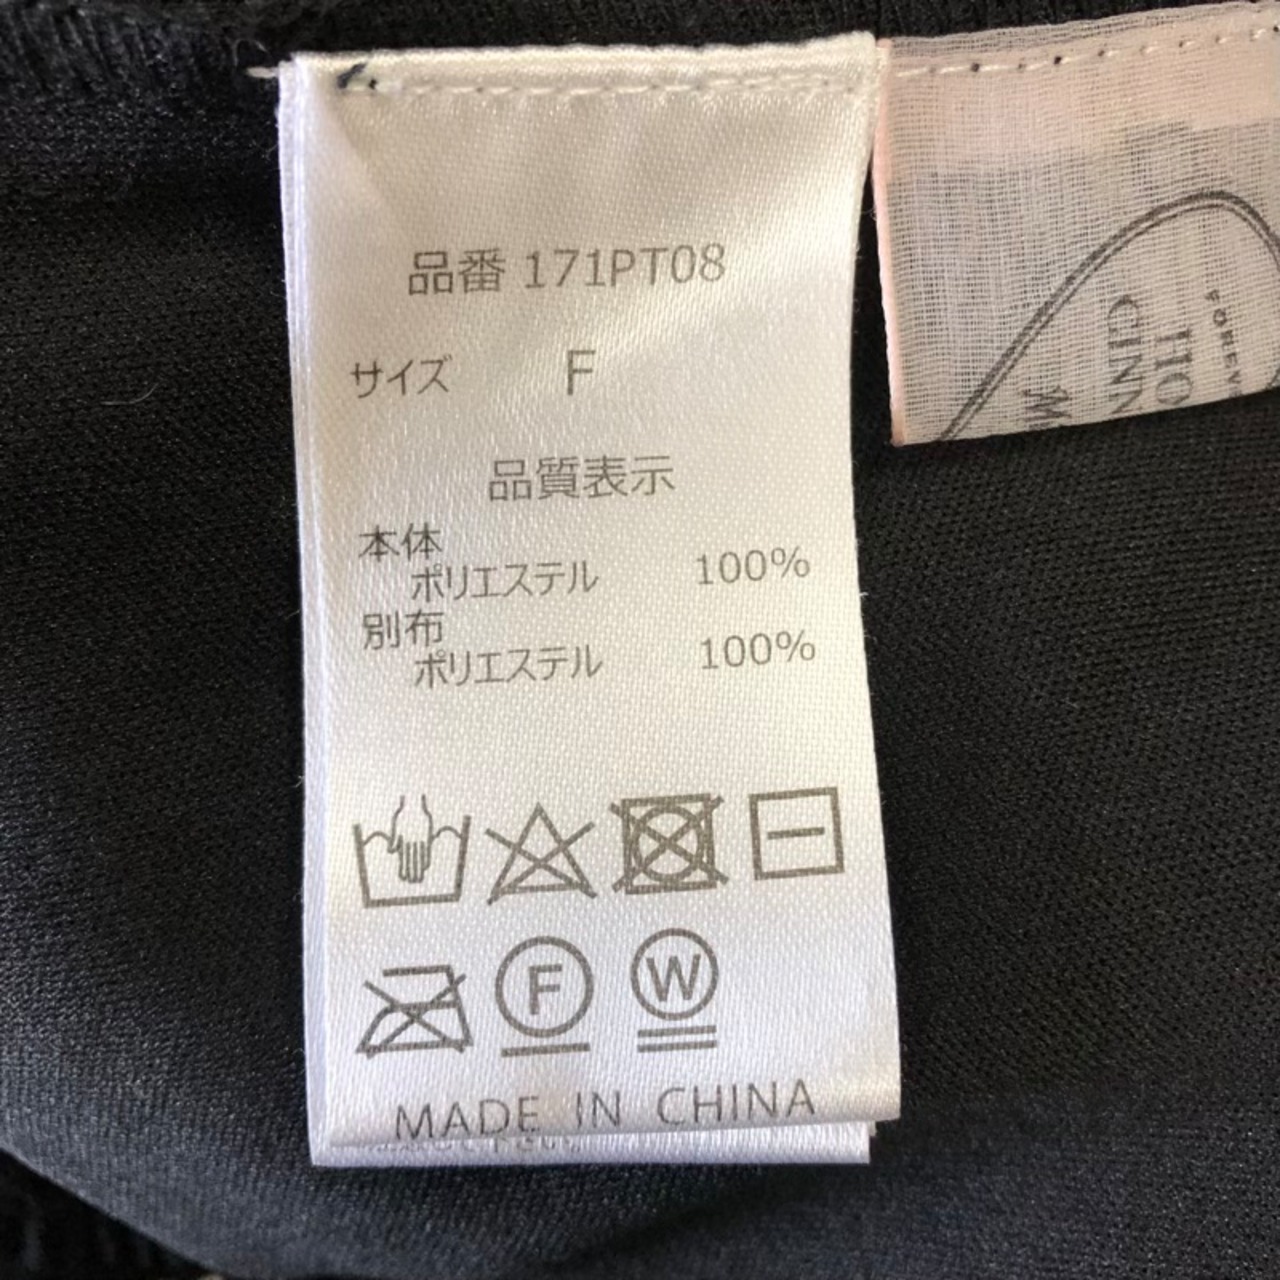 品番 171PT08
サイズ F
品質表示
本体
ポリエステル 100%
別布
ポリエステル 100%
F W
MADE IN CHINA